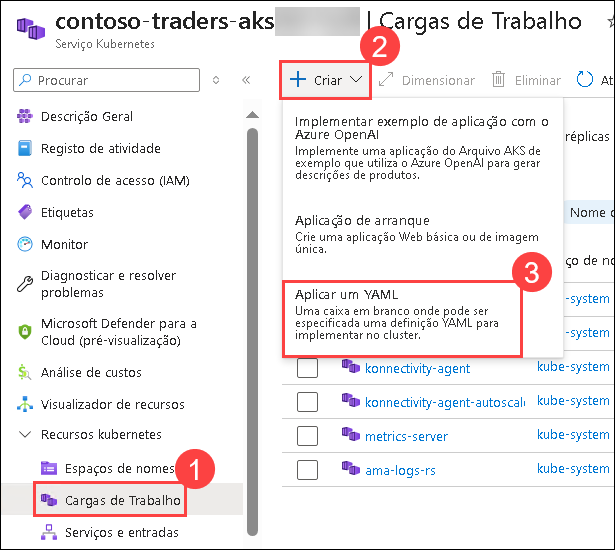 contoso-traders-aks | Cargas de Trabalho
Serviço Kubernetes
2
Procurar
«
Criar
Dimensionar
Eliminar
At
Descrição Geral
Registo de atividade
Controlo de acesso (IAM)
Etiquetas
Monitor
Diagnosticar e resolver
problemas
Microsoft Defender para a
Cloud (pré-visualização)
Análise de custos
Visualizador de recursos
Recursos kubernetes
Espaços de nomes
1
Cargas de Trabalho
Serviços e entradas
Implementar exemplo de aplicação com o
Azure OpenAI
Implemente uma aplicação do Arquivo AKS de
exemplo que utiliza o Azure OpenAI para gerar
descrições de produtos.
Aplicação de arranque
Crie uma aplicação Web básica ou de imagem
única.
3
Aplicar um YAML
Uma caixa em branco onde pode ser
especificada uma definição YAML para
implementar no cluster.
réplicas
Nome d
ço de no
-system
-system
konnectivity-agent kube-system
konnectivity-agent-autoscale kube-system
metrics-server kube-system
ama-logs-rs kube-system